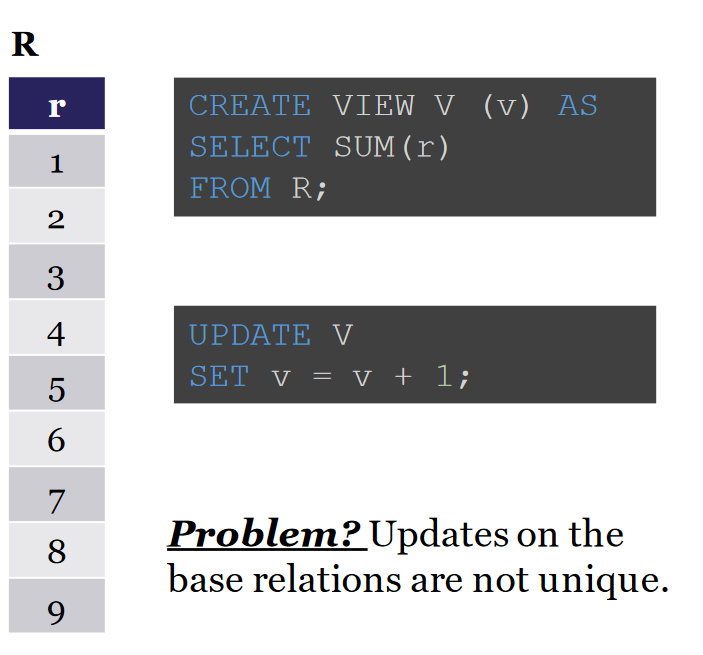 R
r
1
2
3
4
5
6
7
8
9
CREATE VIEW V (v) AS
SELECT SUM(r)
FROM R;
UPDATE V
SET v = v + 1;
Problem? Updates on the
base relations are not unique.